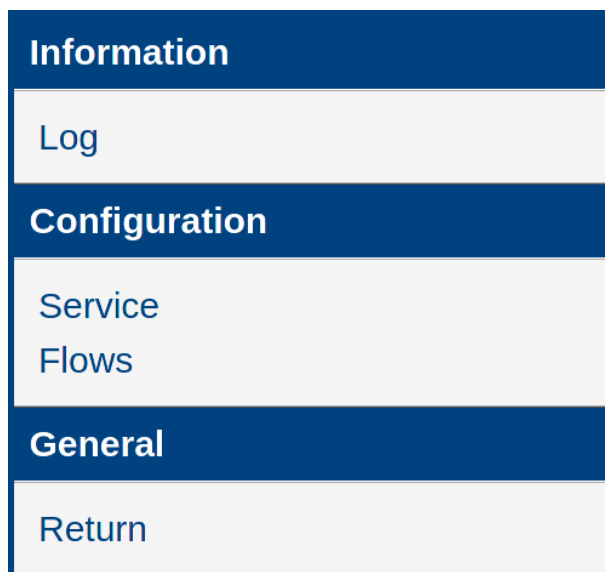 Information
Log
Configuration
Service
Flows
General
Return